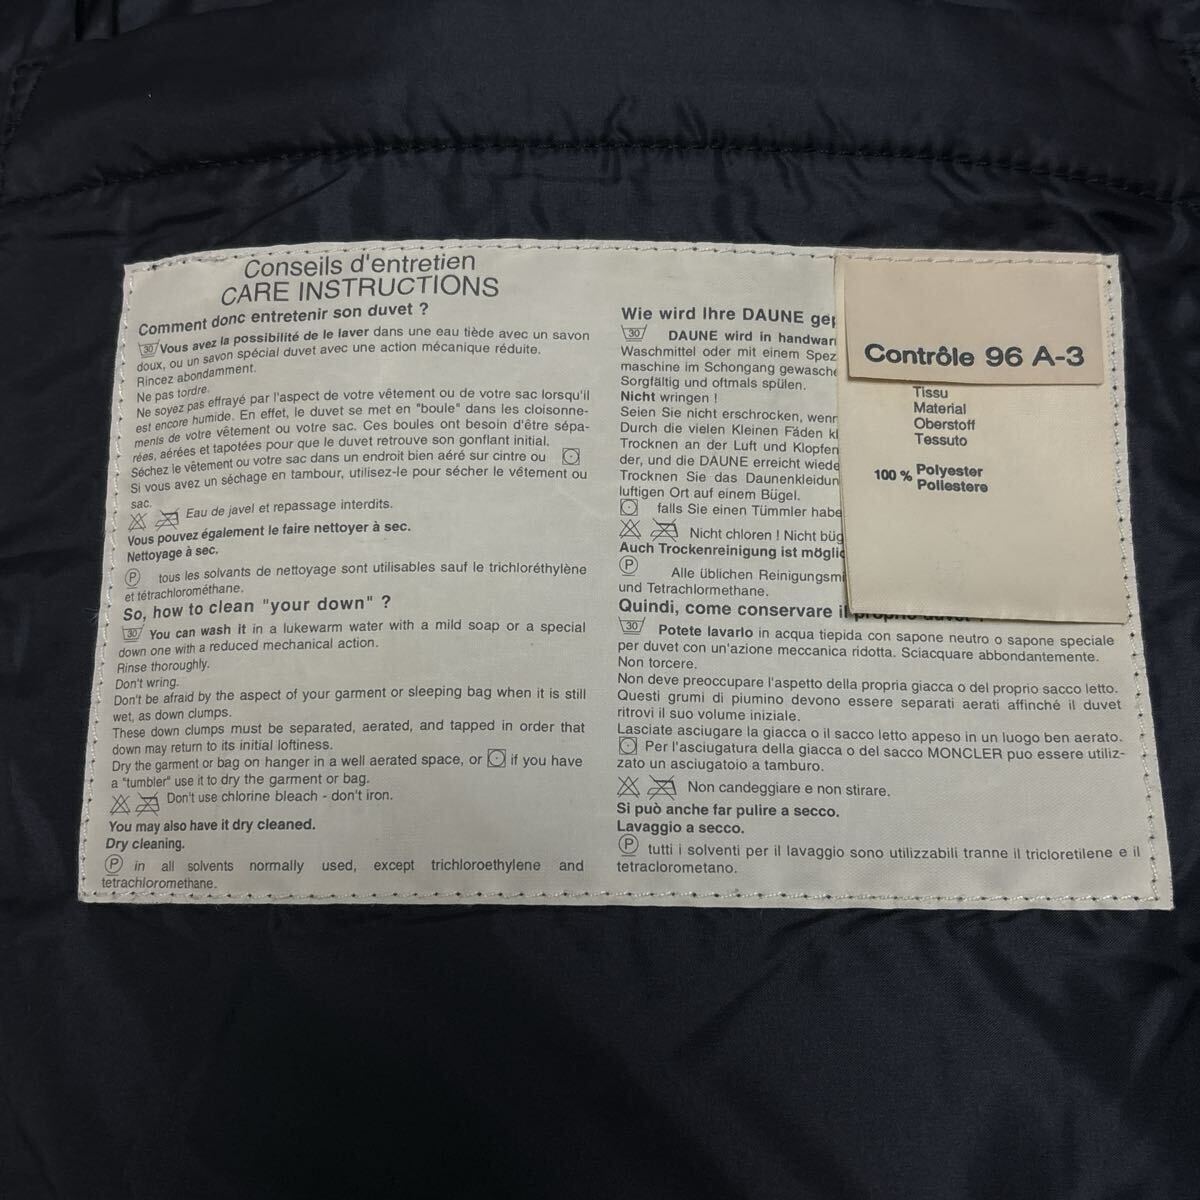 Conseils d'entretien
CARE INSTRUCTIONS
Comment donc entretenir son duvet ?
30 Vous avez la possibilité de le laver dans une eau tiède avec un savon
doux, ou un savon spécial duvet avec une action mécanique réduite.
Rincez abondamment.
Ne pas tordre.
Ne soyez pas effrayé par l'aspect de votre vêtement ou de votre sac lorsqu'il
est encore humide. En effet, le duvet se met en "boule" dans les cloisonne-
ments de votre vêtement ou votre sac. Ces boules ont besoin d'être sépa-
rées, aérées et tapotées pour que le duvet retrouve son gonflant initial.
Séchez le vêtement ou votre sac dans un endroit bien aéré sur cintre ou
Si vous avez un séchage en tambour, utilisez-le pour sécher le vêtement ou
sac.
Eau de javel et repassage interdits.
Vous pouvez également le faire nettoyer à sec.
Nettoyage à sec.
P tous les solvants de nettoyage sont utilisables sauf le trichloréthylène
et tétrachlorométhane.
So, how to clean "your down" ?
30 You can wash it in a lukewarm water with a mild soap or a special
down one with a reduced mechanical action.
Rinse thoroughly.
Don't wring.
Don't be afraid by the aspect of your garment or sleeping bag when it is still
wet, as down clumps.
These down clumps must be separated, aerated, and tapped in order that
down may return to its initial loftiness.
Dry the garment or bag on hanger in a well aerated space, or if you have
a "tumbler" use it to dry the garment or bag.
Don't use chlorine bleach - don't iron.
You may also have it dry cleaned.
Dry cleaning.
P in all solvents normally used, except trichloroethylene and
tetrachloromethane.
Wie wird Ihre DAUNE gep
30 DAUNE wird in handwar
Waschmittel oder mit einem Spez
maschine im Schongang gewasche
Sorgfältig und oftmals spülen.
Nicht wringen !
Seien Sie nicht erschrocken, wenn
Durch die vielen Kleinen Fäden kl
Trocknen an der Luft und Klopfen
der, und die DAUNE erreicht wiede
Trocknen Sie das Daunenkleidun
luftigen Ort auf einem Bügel.
falls Sie einen Tümmler habe
Nicht chloren ! Nicht büg
Auch Trockenreinigung ist möglic
P Alle üblichen Reinigungsmi
und Tetrachlormethane.
Quindi, come conservare il proprio duvet ?
30 Potete lavarlo in acqua tiepida con sapone neutro o sapone speciale
per duvet con un'azione meccanica ridotta. Sciacquare abbondantemente.
Non torcere.
Non deve preoccupare l'aspetto della propria giacca o del proprio sacco letto.
Questi grumi di piumino devono essere separati aerati affinché il duvet
ritrovi il suo volume iniziale.
Lasciate asciugare la giacca o il sacco letto appeso in un luogo ben aerato.
Per l'asciugatura della giacca o del sacco MONCLER puo essere utiliz-
zato un asciugatoio a tamburo.
Non candeggiare e non stirare.
Si può anche far pulire a secco.
Lavaggio a secco.
P tutti i solventi per il lavaggio sono utilizzabili tranne il tricloretilene e il
tetraclorometano.
Contrôle 96 A-3
Tissu
Material
Oberstoff
Tessuto
100 % Polyester
Poliestere